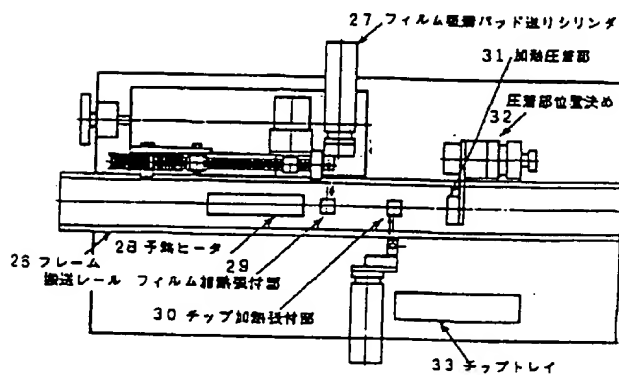 27 フィルム吸着パッド送りシリンダ
31 加熱圧着部
圧着部位置決め
32
28 予熱ヒータ
29
26 フレーム
搬送レール フィルム加熱張付部
30 チップ加熱張付部
33 チップトレイ